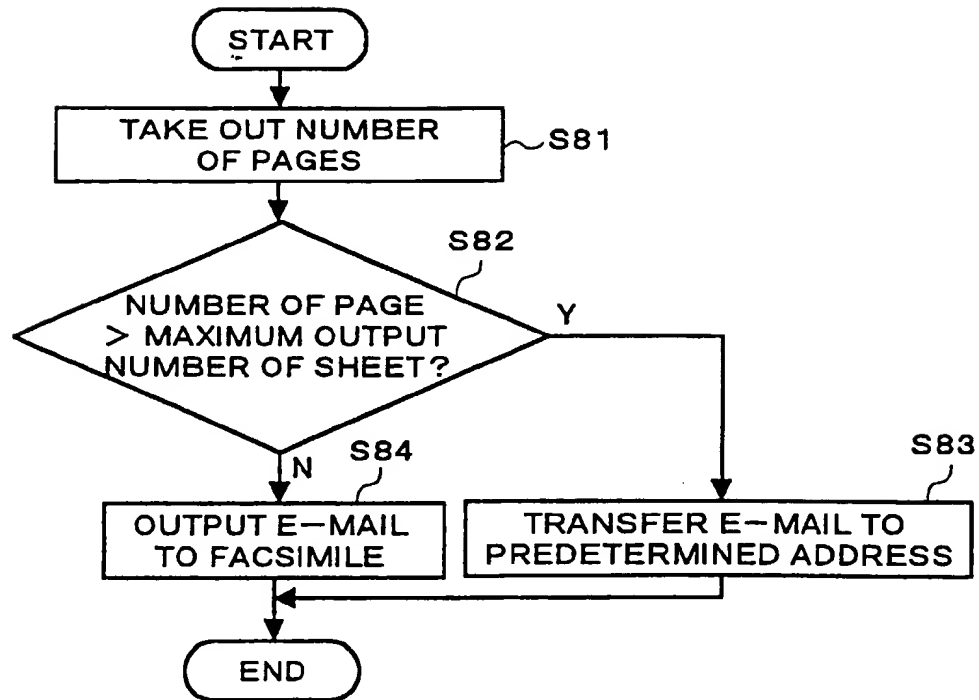 START
TAKE OUT NUMBER
OF PAGES
S81
S82
NUMBER OF PAGE
> MAXIMUM OUTPUT
NUMBER OF SHEET?
Y
N
S84
S83
OUTPUT E-MAIL
TO FACSIMILE
TRANSFER E-MAIL TO
PREDETERMINED ADDRESS
END